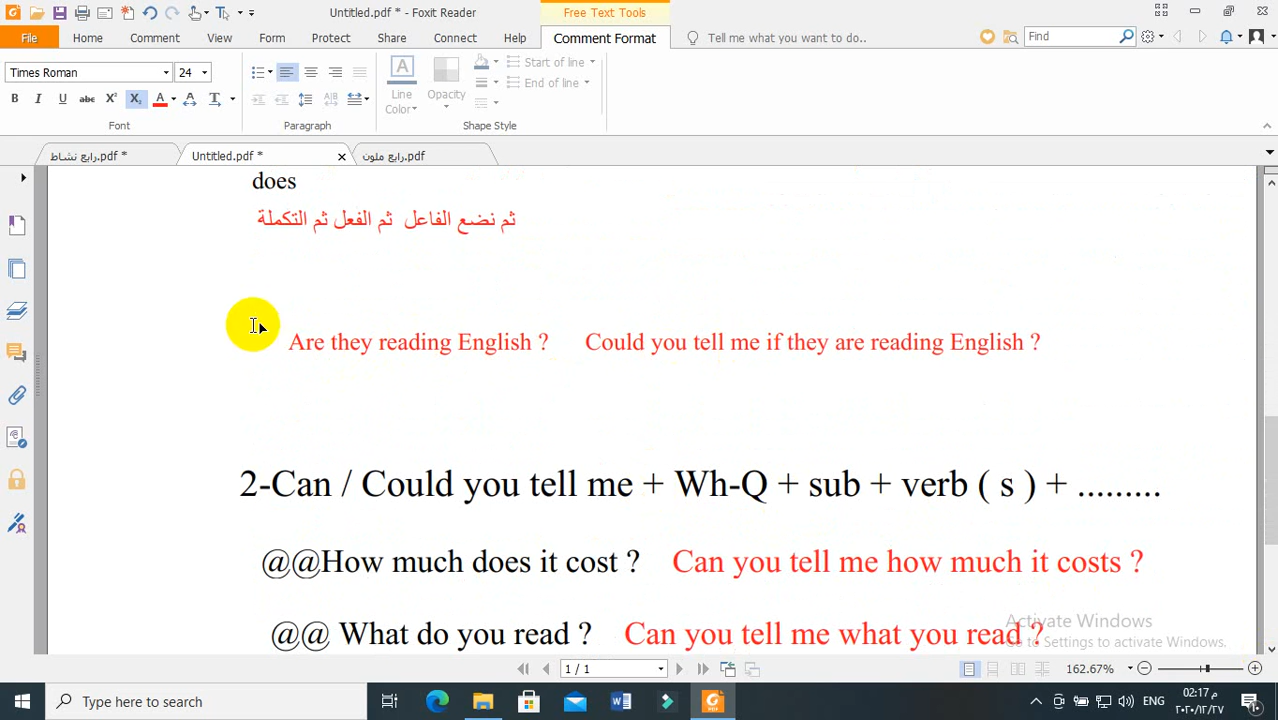 Untitled.pdf * - Foxit Reader
Free Text Tools
File Home Comment View Form Protect Share Connect Help Comment Format Tell me what you want to do.. Find
Times Roman 24
Start of line
End of line
Line Color
Opacity
Font Paragraph Shape Style
رابع نشاط.pdf * Untitled.pdf * رابع ملون.pdf
does
ثم نضع الفاعل ثم الفعل ثم التكملة
Are they reading English ? Could you tell me if they are reading English ?
2-Can / Could you tell me + Wh-Q + sub + verb ( s ) + .........
@@How much does it cost ? Can you tell me how much it costs ?
@@ What do you read ? Can you tell me what you read ?
Activate Windows
Go to Settings to activate Windows.
1 / 1 162.67%
Type here to search
ENG
02:17 م
٢٠٢٠/١٢/٢٧